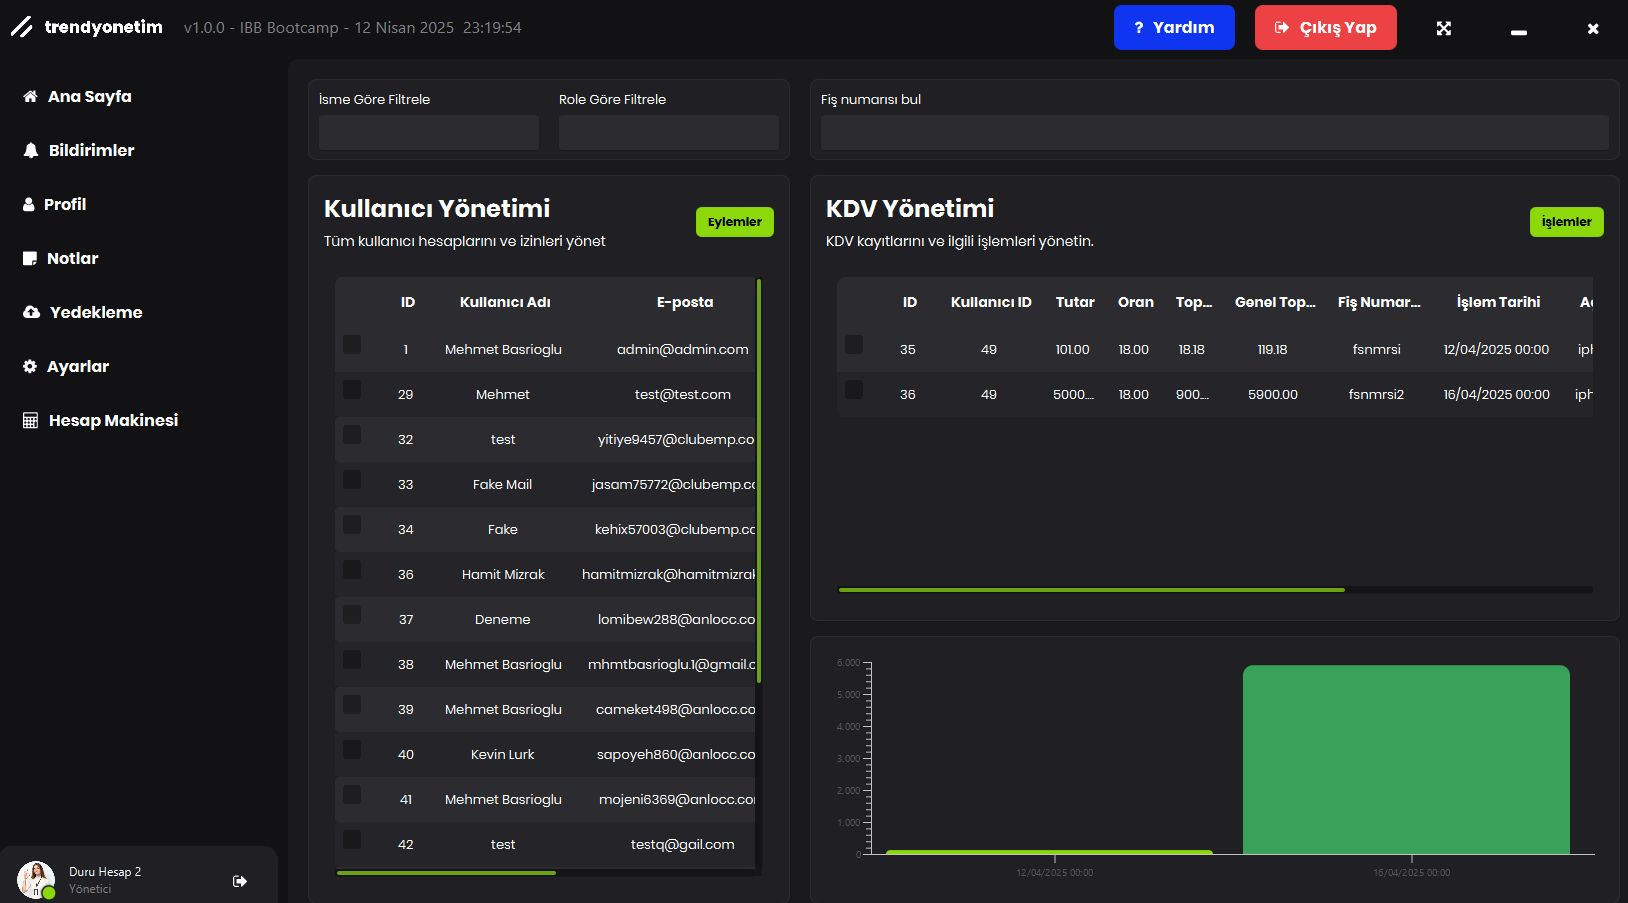 trendyonetim
v1.0.0 - IBB Bootcamp - 12 Nisan 2025 23:19:54
? Yardım
Çıkış Yap
Ana Sayfa
Bildirimler
Profil
Notlar
Yedekleme
Ayarlar
Hesap Makinesi
Duru Hesap 2
Yönetici
İsme Göre Filtrele
Role Göre Filtrele
Kullanıcı Yönetimi
Tüm kullanıcı hesaplarını ve izinleri yönet
Eylemler
ID Kullanıcı Adı E-posta
1 Mehmet Basrioglu admin@admin.com
29 Mehmet test@test.com
32 test yitiye9457@clubemp.co
33 Fake Mail jasam75772@clubemp.cc
34 Fake kehix57003@clubemp.cc
36 Hamit Mizrak hamitmizrak@hamitmizrak
37 Deneme lomibew288@anlocc.co
38 Mehmet Basrioglu mhmtbasrioglu.1@gmail.c
39 Mehmet Basrioglu cameket498@anlocc.co
40 Kevin Lurk sapoyeh860@anlocc.co
41 Mehmet Basrioglu mojeni6369@anlocc.co
42 test testq@gail.com
Fiş numarısı bul
KDV Yönetimi
KDV kayıtlarını ve ilgili işlemleri yönetin.
İşlemler
ID Kullanıcı ID Tutar Oran Top... Genel Top... Fiş Numar... İşlem Tarihi Aç
35 49 101.00 18.00 18.18 119.18 fsnmrsi 12/04/2025 00:00 iph
36 49 5000.... 18.00 900.... 5900.00 fsnmrsi2 16/04/2025 00:00 iph
6.000
5.000
4.000
3.000
2.000
1.000
0
12/04/2025 00:00
16/04/2025 00:00